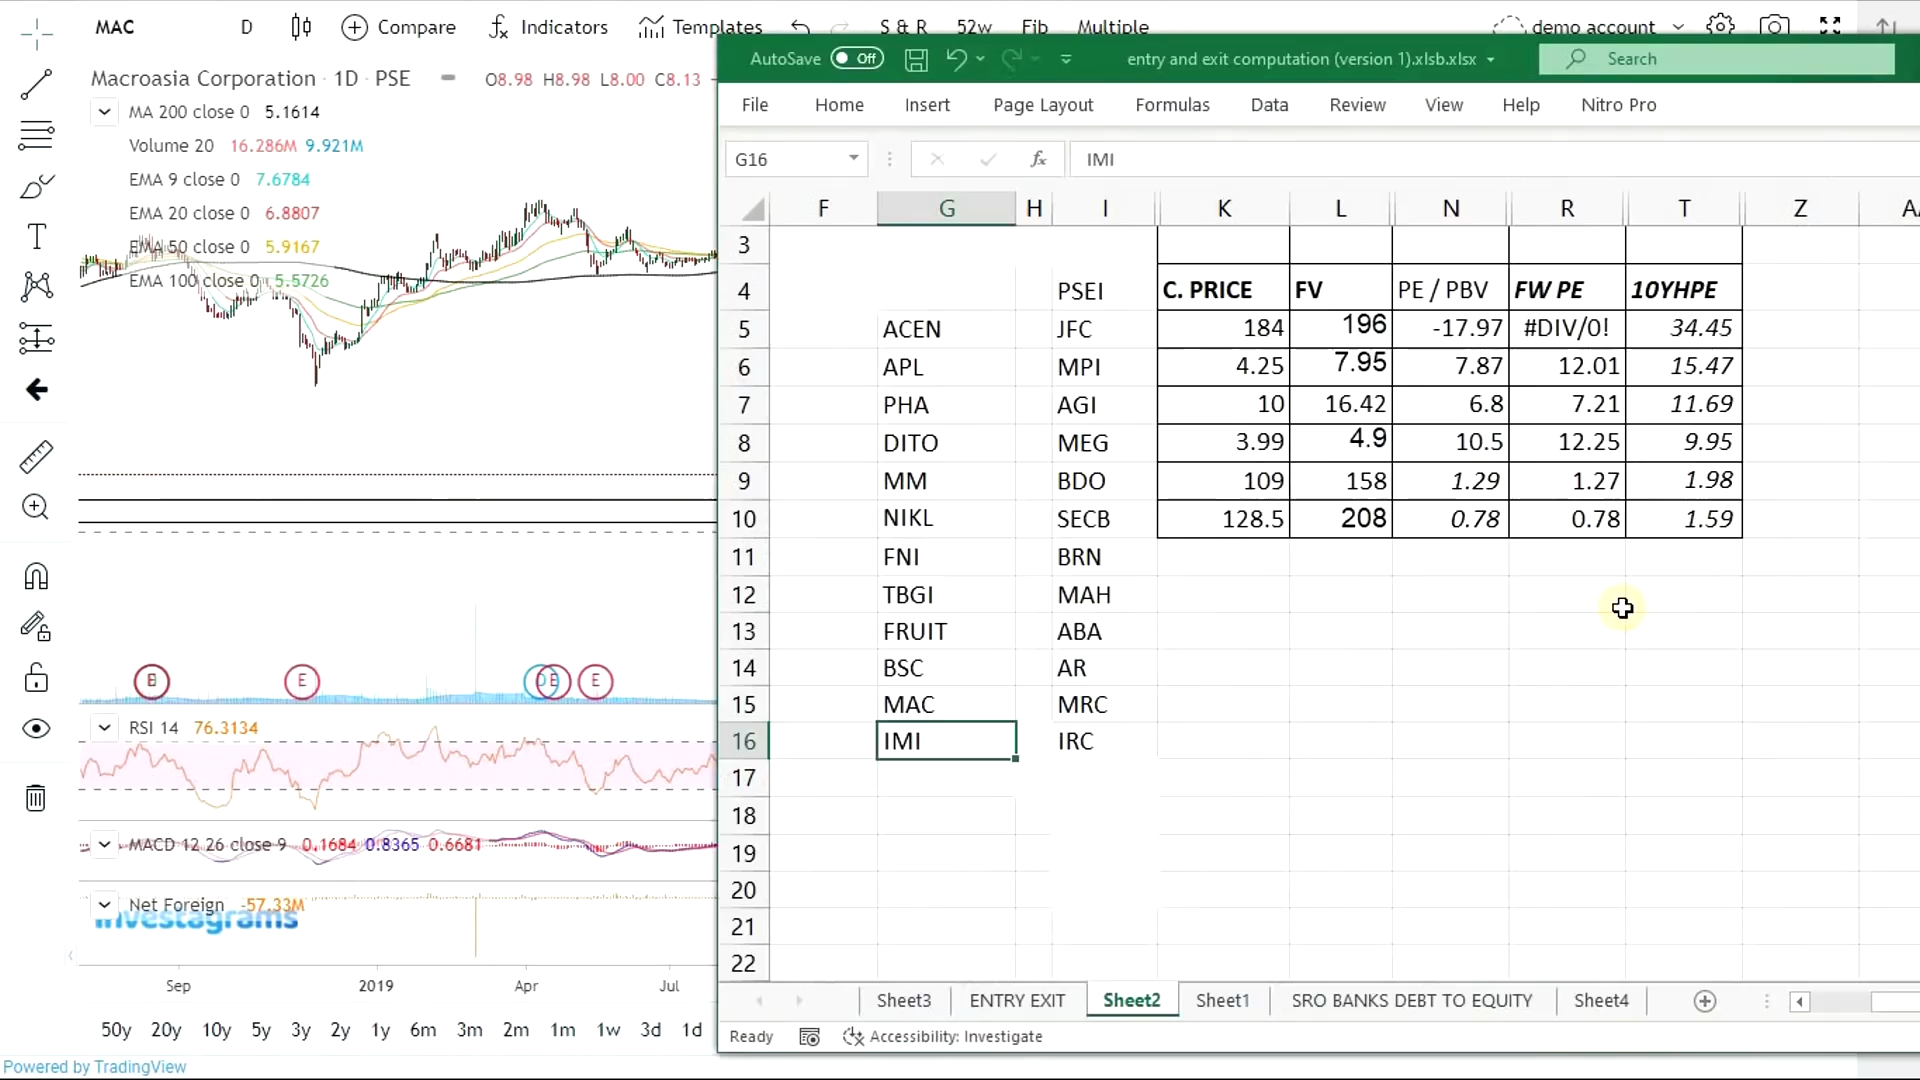 MAC D Compare Indicators Templates S & R 52w Fib Multiple demo account
Macroasia Corporation · 1D · PSE O8.98 H8.98 L8.00 C8.13
MA 200 close 0 5.1614
Volume 20 16.286M 9.921M
EMA 9 close 0 7.6784
EMA 20 close 0 6.8807
EMA 50 close 0 5.9167
EMA 100 close 0 5.5726
E E E E
RSI 14 76.3134
MACD 12 26 close 9 0.1684 0.8365 0.6681
Net Foreign -57.33M
Investagrams
Sep 2019 Apr Jul
50y 20y 10y 5y 3y 2y 1y 6m 3m 2m 1m 1w 3d 1d
Powered by TradingView
AutoSave Off entry and exit computation (version 1).xlsb.xlsx Search
File Home Insert Page Layout Formulas Data Review View Help Nitro Pro
G16 fx IMI
F G H I K L N R T Z
3
4 PSEI C. PRICE FV PE / PBV FW PE 10YHPE
5 ACEN JFC 184 196 -17.97 #DIV/0! 34.45
6 APL MPI 4.25 7.95 7.87 12.01 15.47
7 PHA AGI 10 16.42 6.8 7.21 11.69
8 DITO MEG 3.99 4.9 10.5 12.25 9.95
9 MM BDO 109 158 1.29 1.27 1.98
10 NIKL SECB 128.5 208 0.78 0.78 1.59
11 FNI BRN
12 TBGI MAH
13 FRUIT ABA
14 BSC AR
15 MAC MRC
16 IMI IRC
17
18
19
20
21
22
Sheet3 ENTRY EXIT Sheet2 Sheet1 SRO BANKS DEBT TO EQUITY Sheet4
Ready Accessibility: Investigate